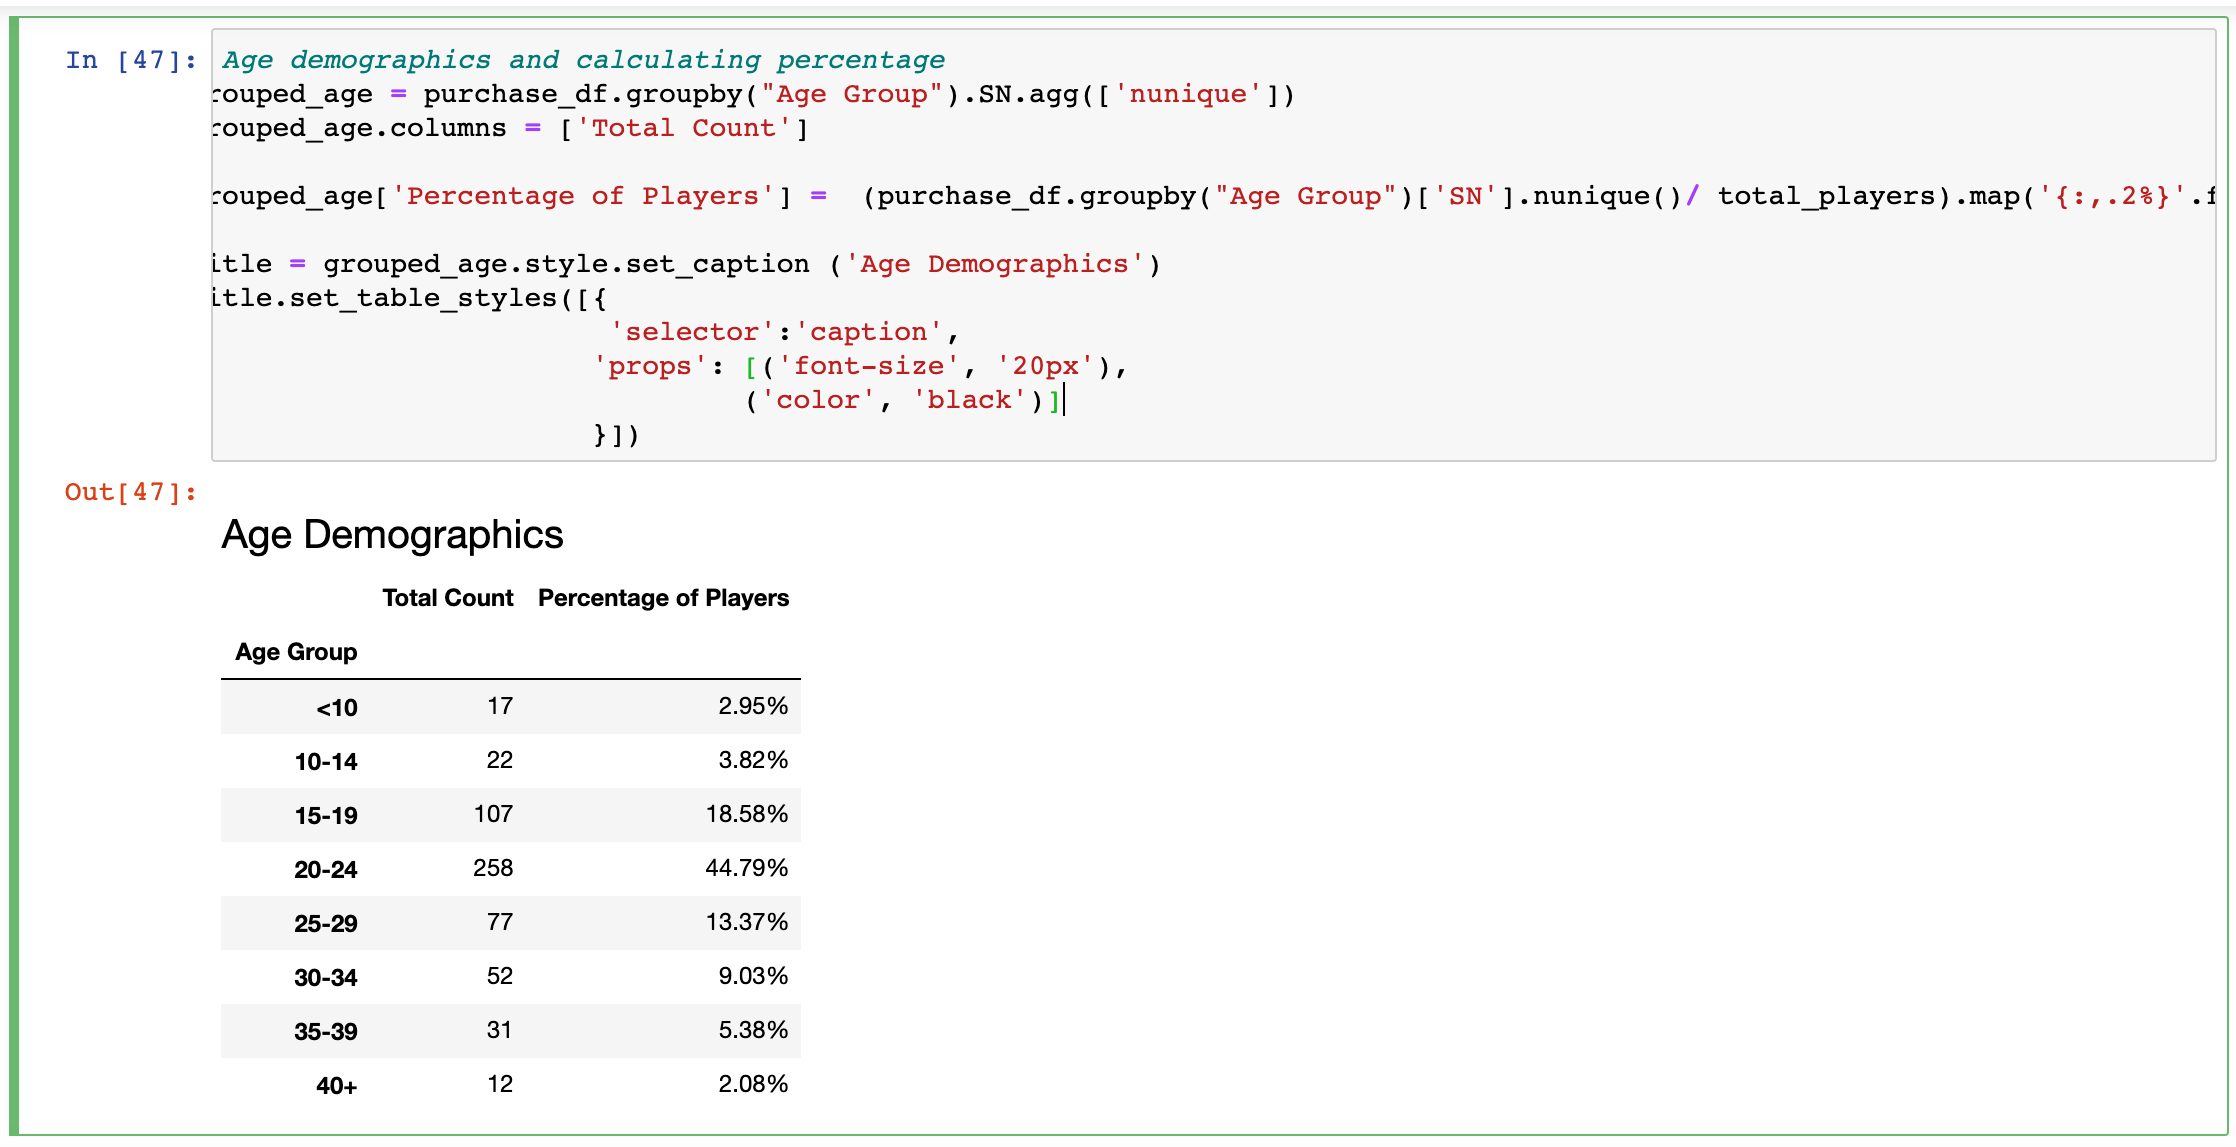 In [47]: Age demographics and calculating percentage
rouped_age = purchase_df.groupby("Age Group").SN.agg(['nunique'])
rouped_age.columns = ['Total Count']
rouped_age['Percentage of Players'] =  (purchase_df.groupby("Age Group")['SN'].nunique()/ total_players).map('{:,.2%}'.f
itle = grouped_age.style.set_caption ('Age Demographics')
itle.set_table_styles([{
'selector':'caption',
'props': [('font-size', '20px'),
('color', 'black')]
}])
Out[47]:
Age Demographics
Total Count Percentage of Players
Age Group
<10 17 2.95%
10-14 22 3.82%
15-19 107 18.58%
20-24 258 44.79%
25-29 77 13.37%
30-34 52 9.03%
35-39 31 5.38%
40+ 12 2.08%